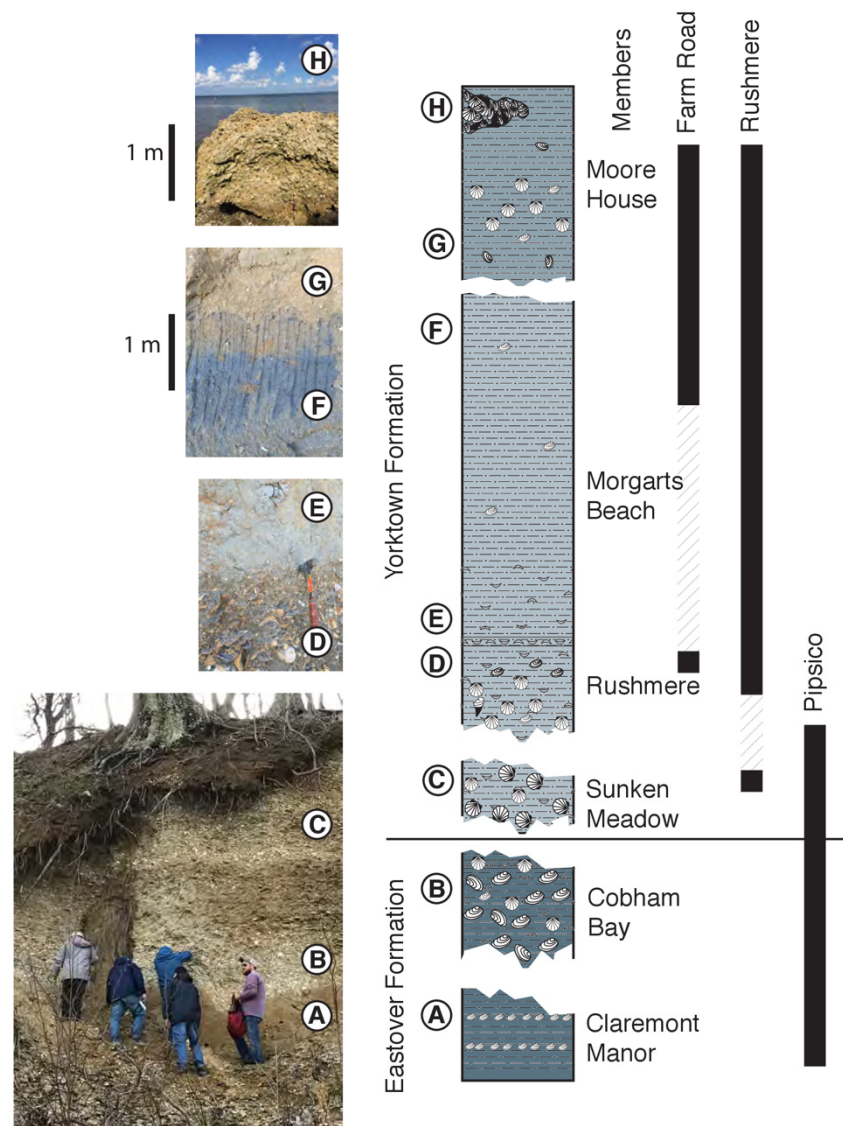 H
1 m
G
1 m
F
E
D
C
B
A
Members
Farm Road
Rushmere
Yorktown Formation
H
Moore
House
G
F
Morgarts
Beach
E
D
Rushmere
C
Sunken
Meadow
Pipsico
Eastover Formation
B
Cobham
Bay
A
Claremont
Manor